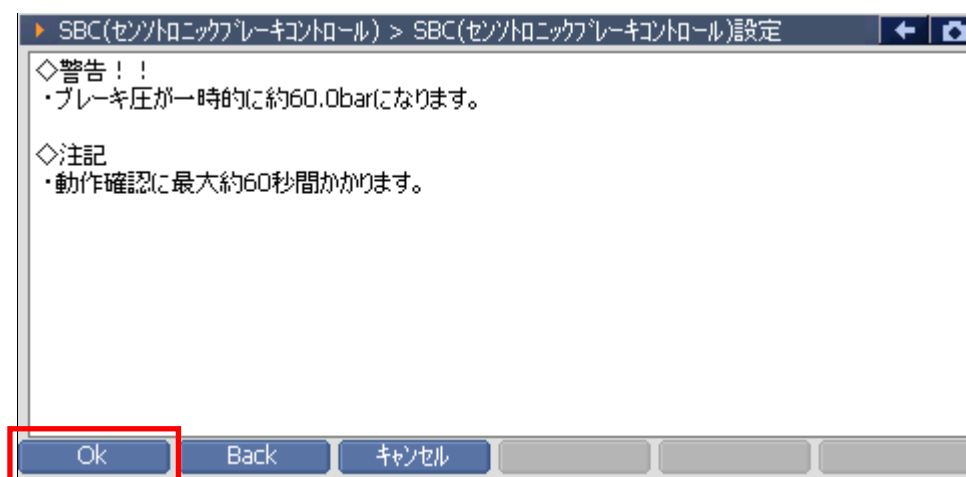 SBC(ｾﾝｿﾄﾛﾆｯｸﾌﾞﾚｰｷｺﾝﾄﾛｰﾙ) > SBC(ｾﾝｿﾄﾛﾆｯｸﾌﾞﾚｰｷｺﾝﾄﾛｰﾙ)設定
◇警告！！
・ブレーキ圧が一時的に約60.0barになります。
◇注記
・動作確認に最大約60秒間かかります。
Ok Back ｷｬﾝｾﾙ